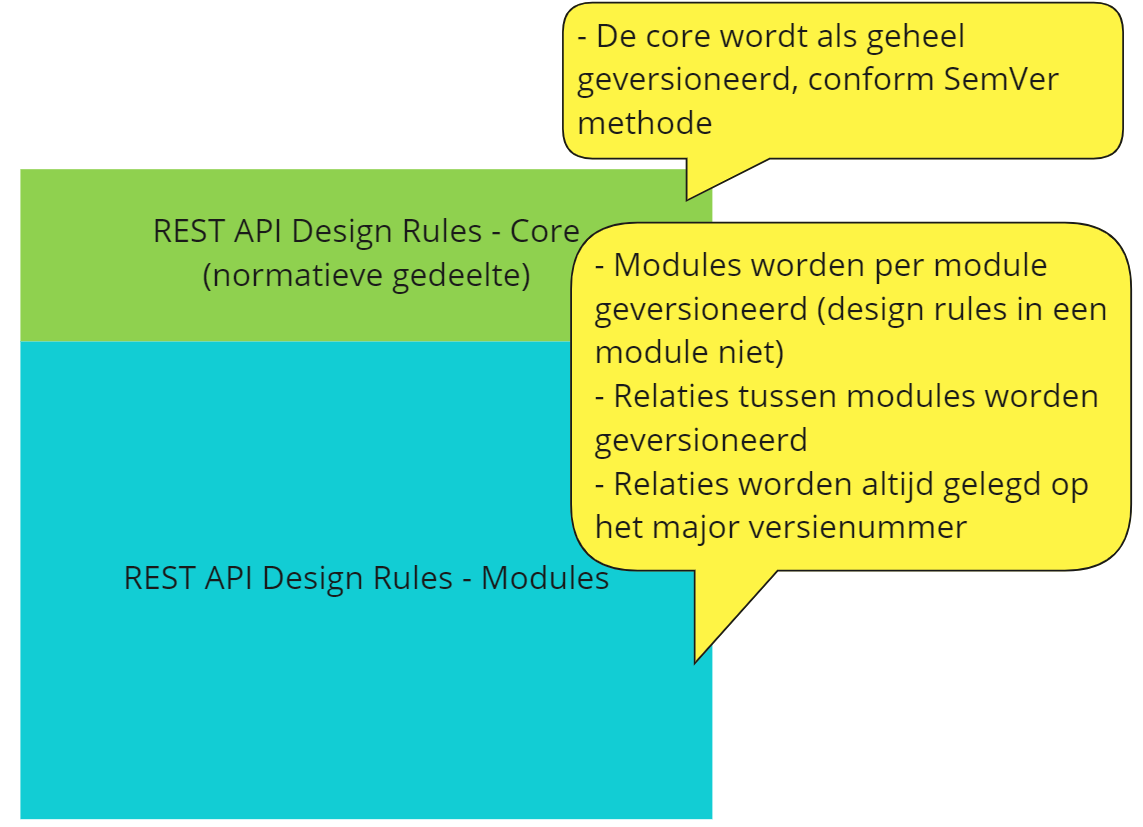 - De core wordt als geheel
geversioneerd, conform SemVer
methode
REST API Design Rules - Core
(normatieve gedeelte)
- Modules worden per module
geversioneerd (design rules in een
module niet)
- Relaties tussen modules worden
geversioneerd
- Relaties worden altijd gelegd op
het major versienummer
REST API Design Rules - Modules